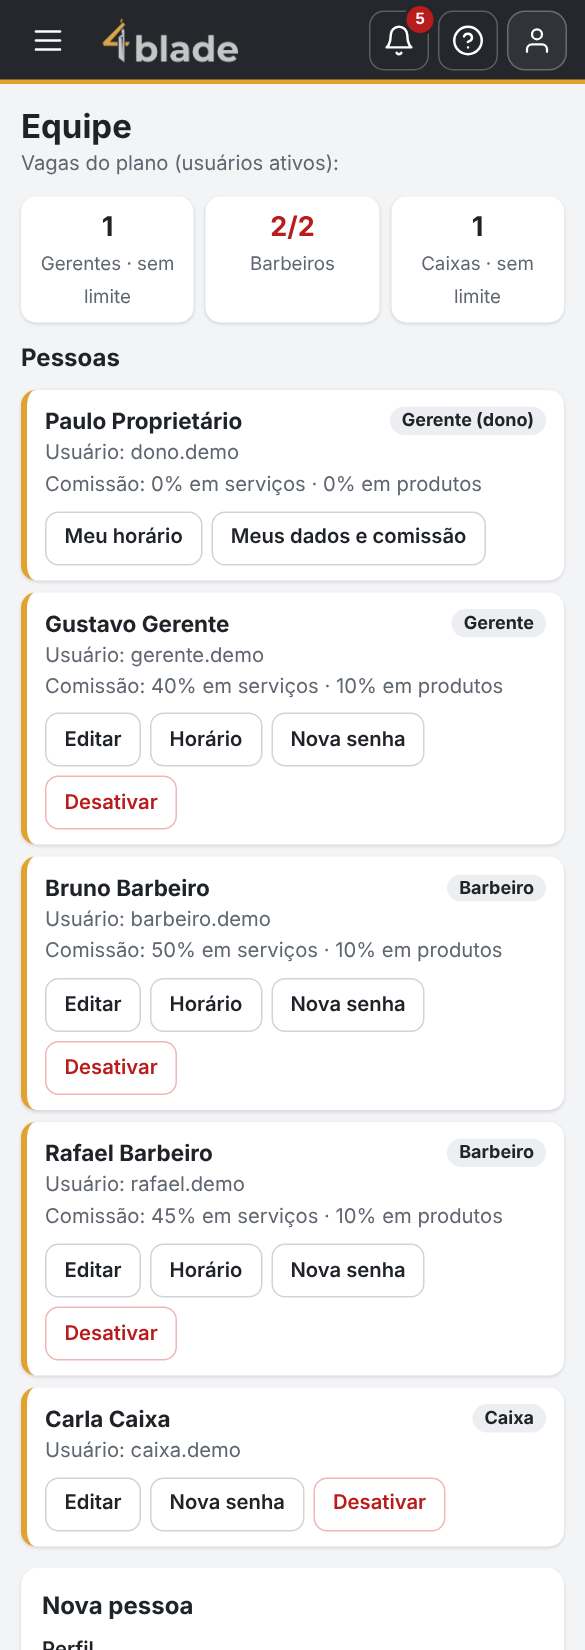 5
4blade
Equipe
Vagas do plano (usuários ativos):
1
Gerentes · sem
limite
2/2
Barbeiros
1
Caixas · sem
limite
Pessoas
Paulo Proprietário
Gerente (dono)
Usuário: dono.demo
Comissão: 0% em serviços · 0% em produtos
Meu horário
Meus dados e comissão
Gustavo Gerente
Gerente
Usuário: gerente.demo
Comissão: 40% em serviços · 10% em produtos
Editar
Horário
Nova senha
Desativar
Bruno Barbeiro
Barbeiro
Usuário: barbeiro.demo
Comissão: 50% em serviços · 10% em produtos
Editar
Horário
Nova senha
Desativar
Rafael Barbeiro
Barbeiro
Usuário: rafael.demo
Comissão: 45% em serviços · 10% em produtos
Editar
Horário
Nova senha
Desativar
Carla Caixa
Caixa
Usuário: caixa.demo
Editar
Nova senha
Desativar
Nova pessoa
Perfil